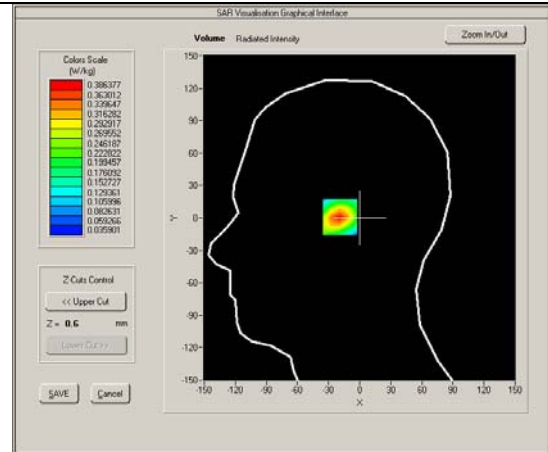 SAR Visualisation Graphical Interface
Volume Radiated Intensity
Zoom In/Out
Colors Scale
(W/kg)
0.386377
0.363012
0.339647
0.316282
0.292917
0.269552
0.246187
0.222822
0.199457
0.176092
0.152727
0.129361
0.105996
0.082631
0.059266
0.035901
Z-Cuts Control
<< Upper Cut
Z = 0.6 mm
Lower Cut >>
SAVE Cancel
Y
150-
120-
90-
60-
30-
0-
-30-
-60-
-90-
-120-
-150-
-150 -120 -90 -60 -30 0 30 60 90 120 150
X